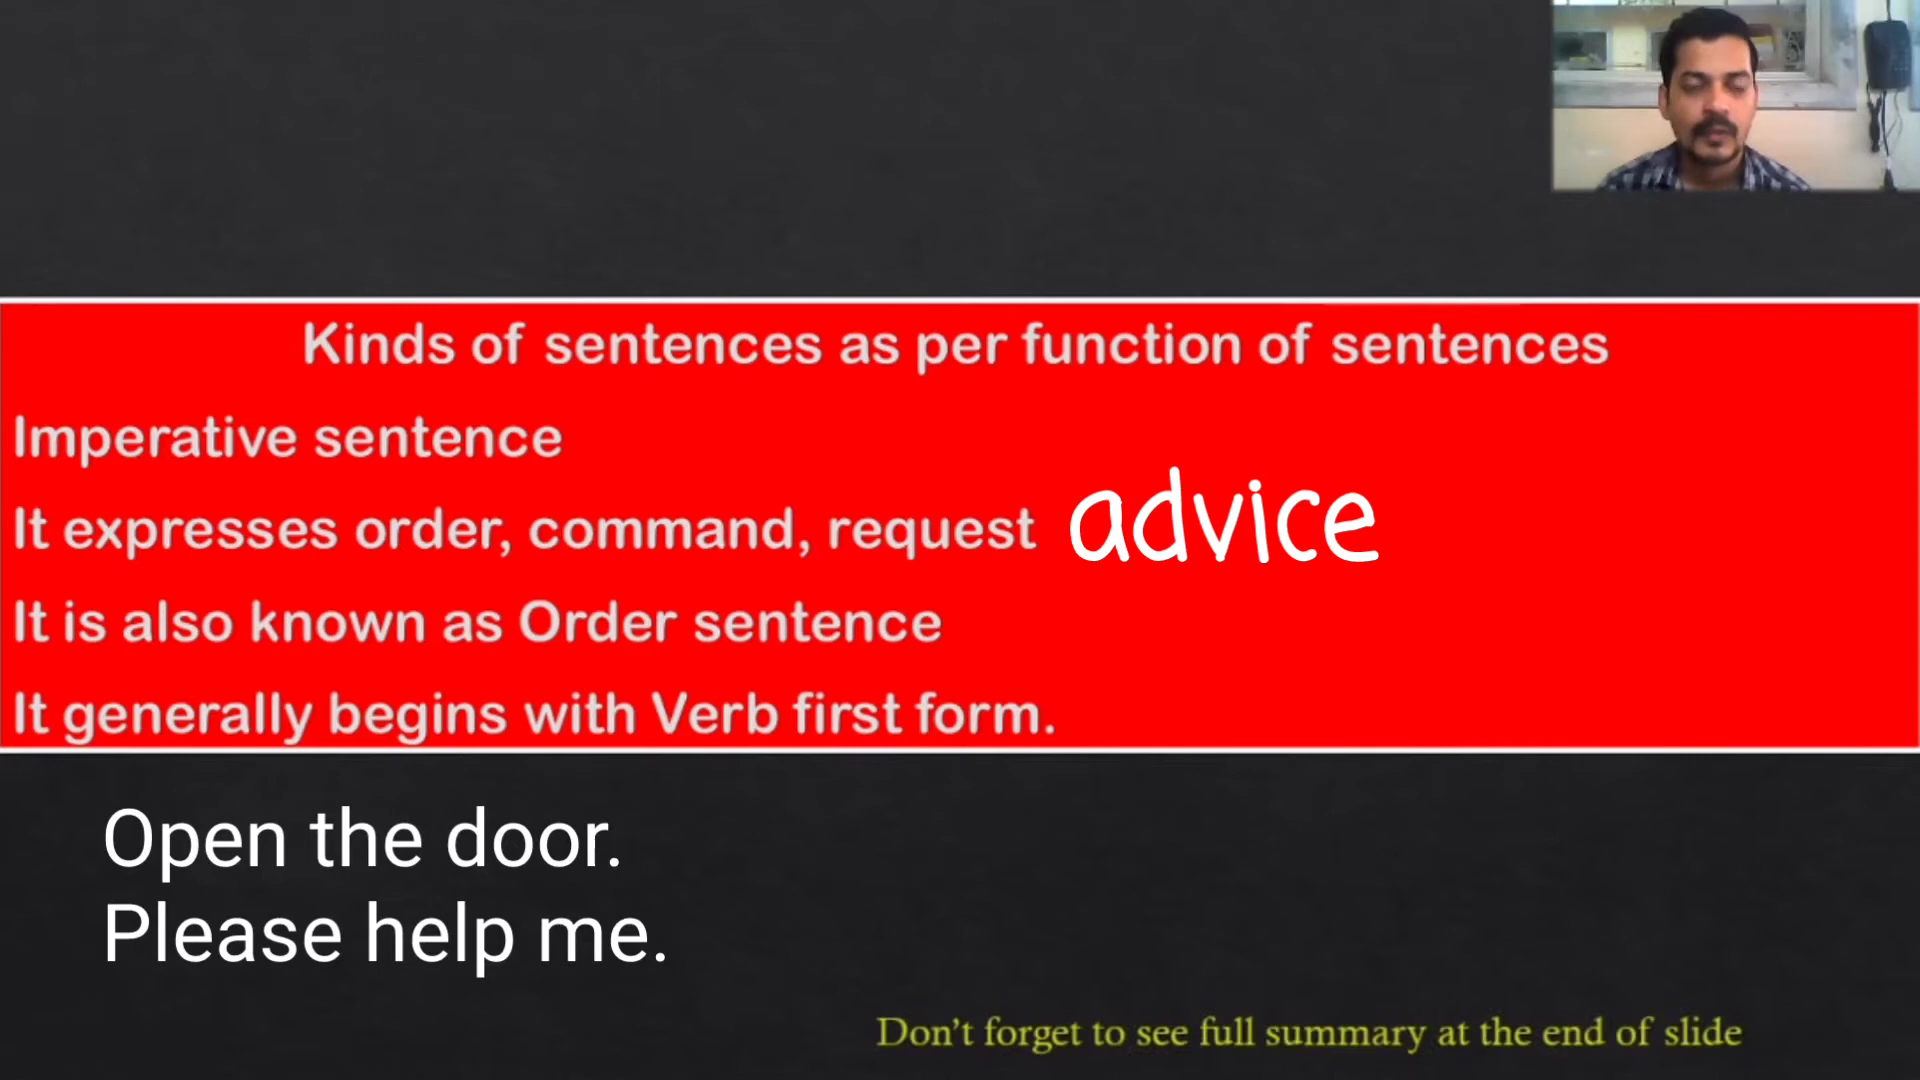 Kinds of sentences as per function of sentences
Imperative sentence
It expresses order, command, request advice
It is also known as Order sentence
It generally begins with Verb first form.
Open the door.
Please help me.
Don't forget to see full summary at the end of slide